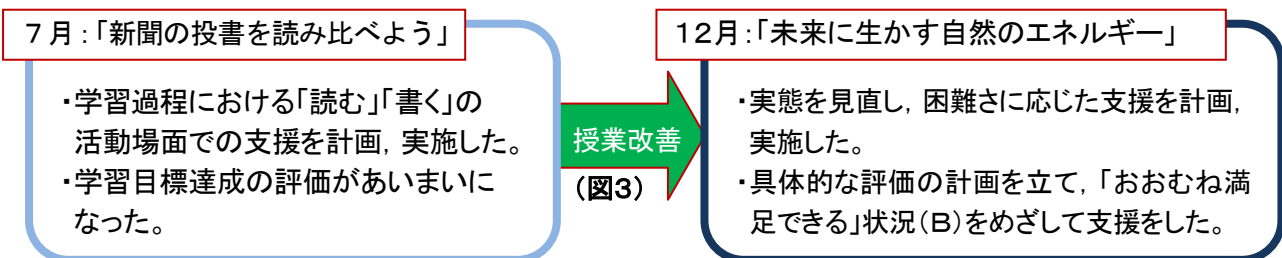 7月:「新聞の投書を読み比べよう」
・学習過程における「読む」「書く」の
活動場面での支援を計画,実施した。
・学習目標達成の評価があいまいに
なった。
授業改善
(図3)
12月:「未来に生かす自然のエネルギー」
・実態を見直し,困難さに応じた支援を計画,
実施した。
・具体的な評価の計画を立て,「おおむね満
足できる」状況(B)をめざして支援をした。